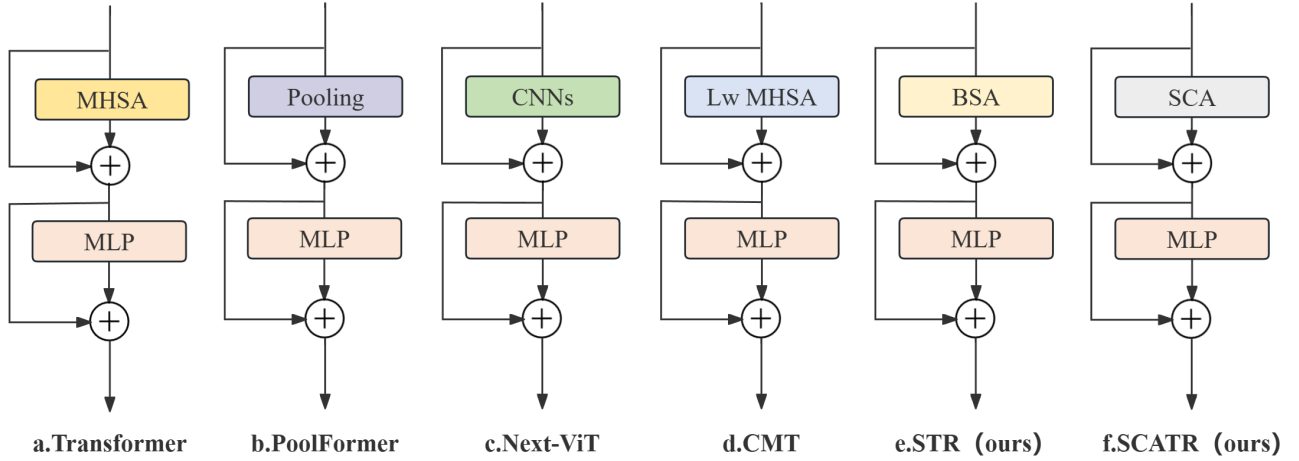 MHSA Pooling CNNs Lw MHSA BSA SCA
+ + + + + +
MLP MLP MLP MLP MLP MLP
+ + + + + +
a.Transformer b.PoolFormer c.Next-ViT d.CMT e.STR（ours） f.SCATR（ours）